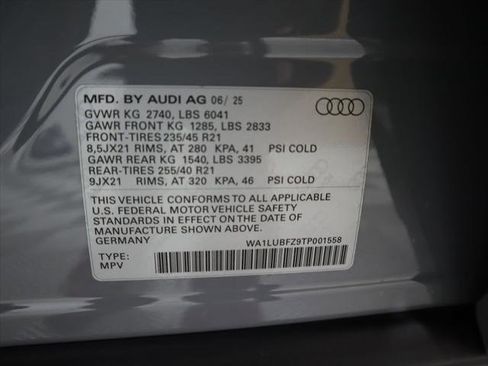 MFD. BY AUDI AG 06/ 25
GVWR KG 2740, LBS 6041
GAWR FRONT KG 1285, LBS 2833
FRONT-TIRES 235/45 R21
8,5JX21 RIMS, AT 280 KPA, 41 PSI COLD
GAWR REAR KG 1540, LBS 3395
REAR-TIRES 255/40 R21
9JX21 RIMS, AT 320 KPA, 46 PSI COLD
THIS VEHICLE CONFORMS TO ALL APPLICABLE
U.S. FEDERAL MOTOR VEHICLE SAFETY
STANDARDS IN EFFECT ON THE DATE OF
MANUFACTURE SHOWN ABOVE.
GERMANY WA1LUBFZ9TP001558
TYPE:
MPV